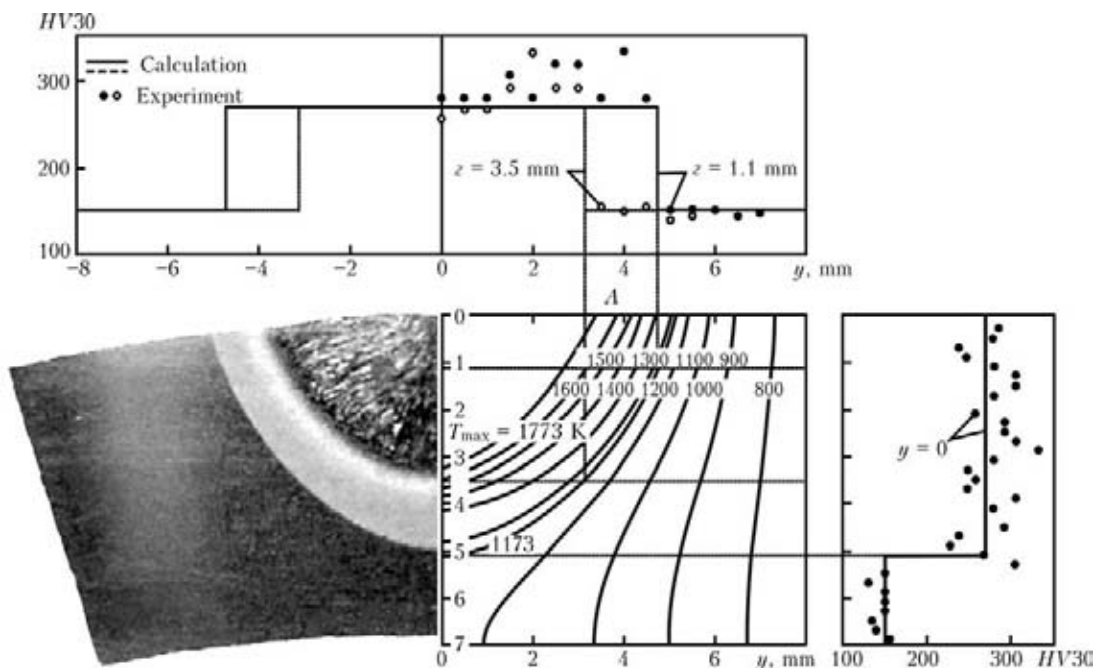 HV30
Calculation
Experiment
300
200
100
z = 3.5 mm
z = 1.1 mm
−8 −6 −4 −2 0 2 4 6 y, mm
Λ
0
1
2
3
4
5
6
7
1500 1300 1100 900
1600 1400 1200 1000 800
Tmax = 1773 K
1173
2 4 y, mm
y = 0
100 200 300 HV30